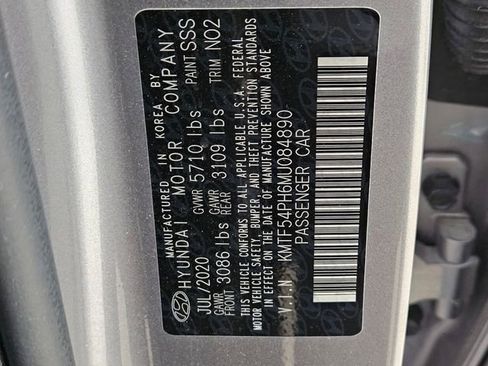 MANUFACTURED IN KOREA BY
HYUNDAI MOTOR COMPANY
JUL/2020 GVWR 5710 lbs PAINT SSS
GAWR FRONT 3086 lbs GAWR REAR 3109 lbs TRIM NO2
THIS VEHICLE CONFORMS TO ALL APPLICABLE U.S.A. FEDERAL
MOTOR VEHICLE SAFETY, BUMPER, AND THEFT PREVENTION STANDARDS
IN EFFECT ON THE DATE OF MANUFACTURE SHOWN ABOVE
V.I.N KMTF54PH6MU084890
PASSENGER CAR